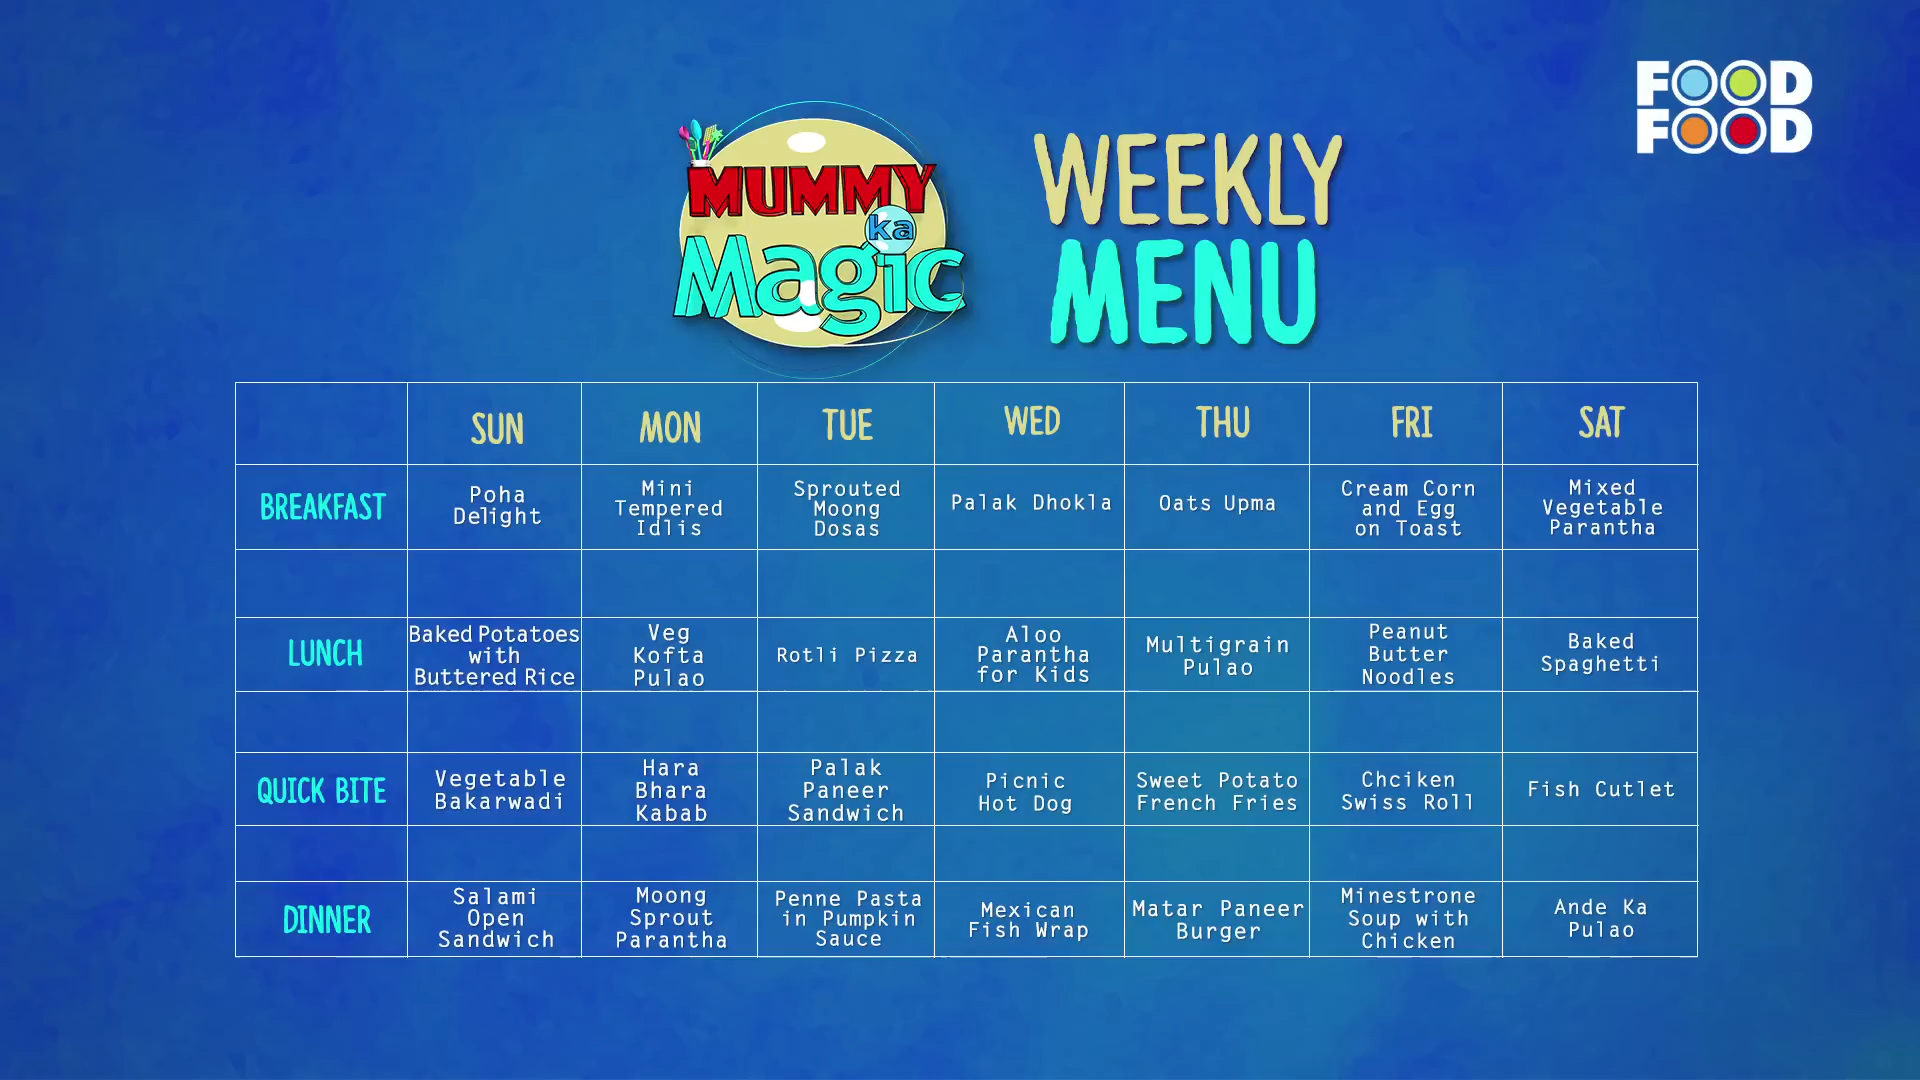 FOOD
FOOD
MUMMY
ka
Magic
WEEKLY
MENU
SUN MON TUE WED THU FRI SAT
BREAKFAST
Poha
Delight
Mini
Tempered
Idlis
Sprouted
Moong
Dosas
Palak Dhokla
Oats Upma
Cream Corn
and Egg
on Toast
Mixed
Vegetable
Parantha
LUNCH
Baked Potatoes
with
Buttered Rice
Veg
Kofta
Pulao
Rotli Pizza
Aloo
Parantha
for Kids
Multigrain
Pulao
Peanut
Butter
Noodles
Baked
Spaghetti
QUICK BITE
Vegetable
Bakarwadi
Hara
Bhara
Kabab
Palak
Paneer
Sandwich
Picnic
Hot Dog
Sweet Potato
French Fries
Chciken
Swiss Roll
Fish Cutlet
DINNER
Salami
Open
Sandwich
Moong
Sprout
Parantha
Penne Pasta
in Pumpkin
Sauce
Mexican
Fish Wrap
Matar Paneer
Burger
Minestrone
Soup with
Chicken
Ande Ka
Pulao